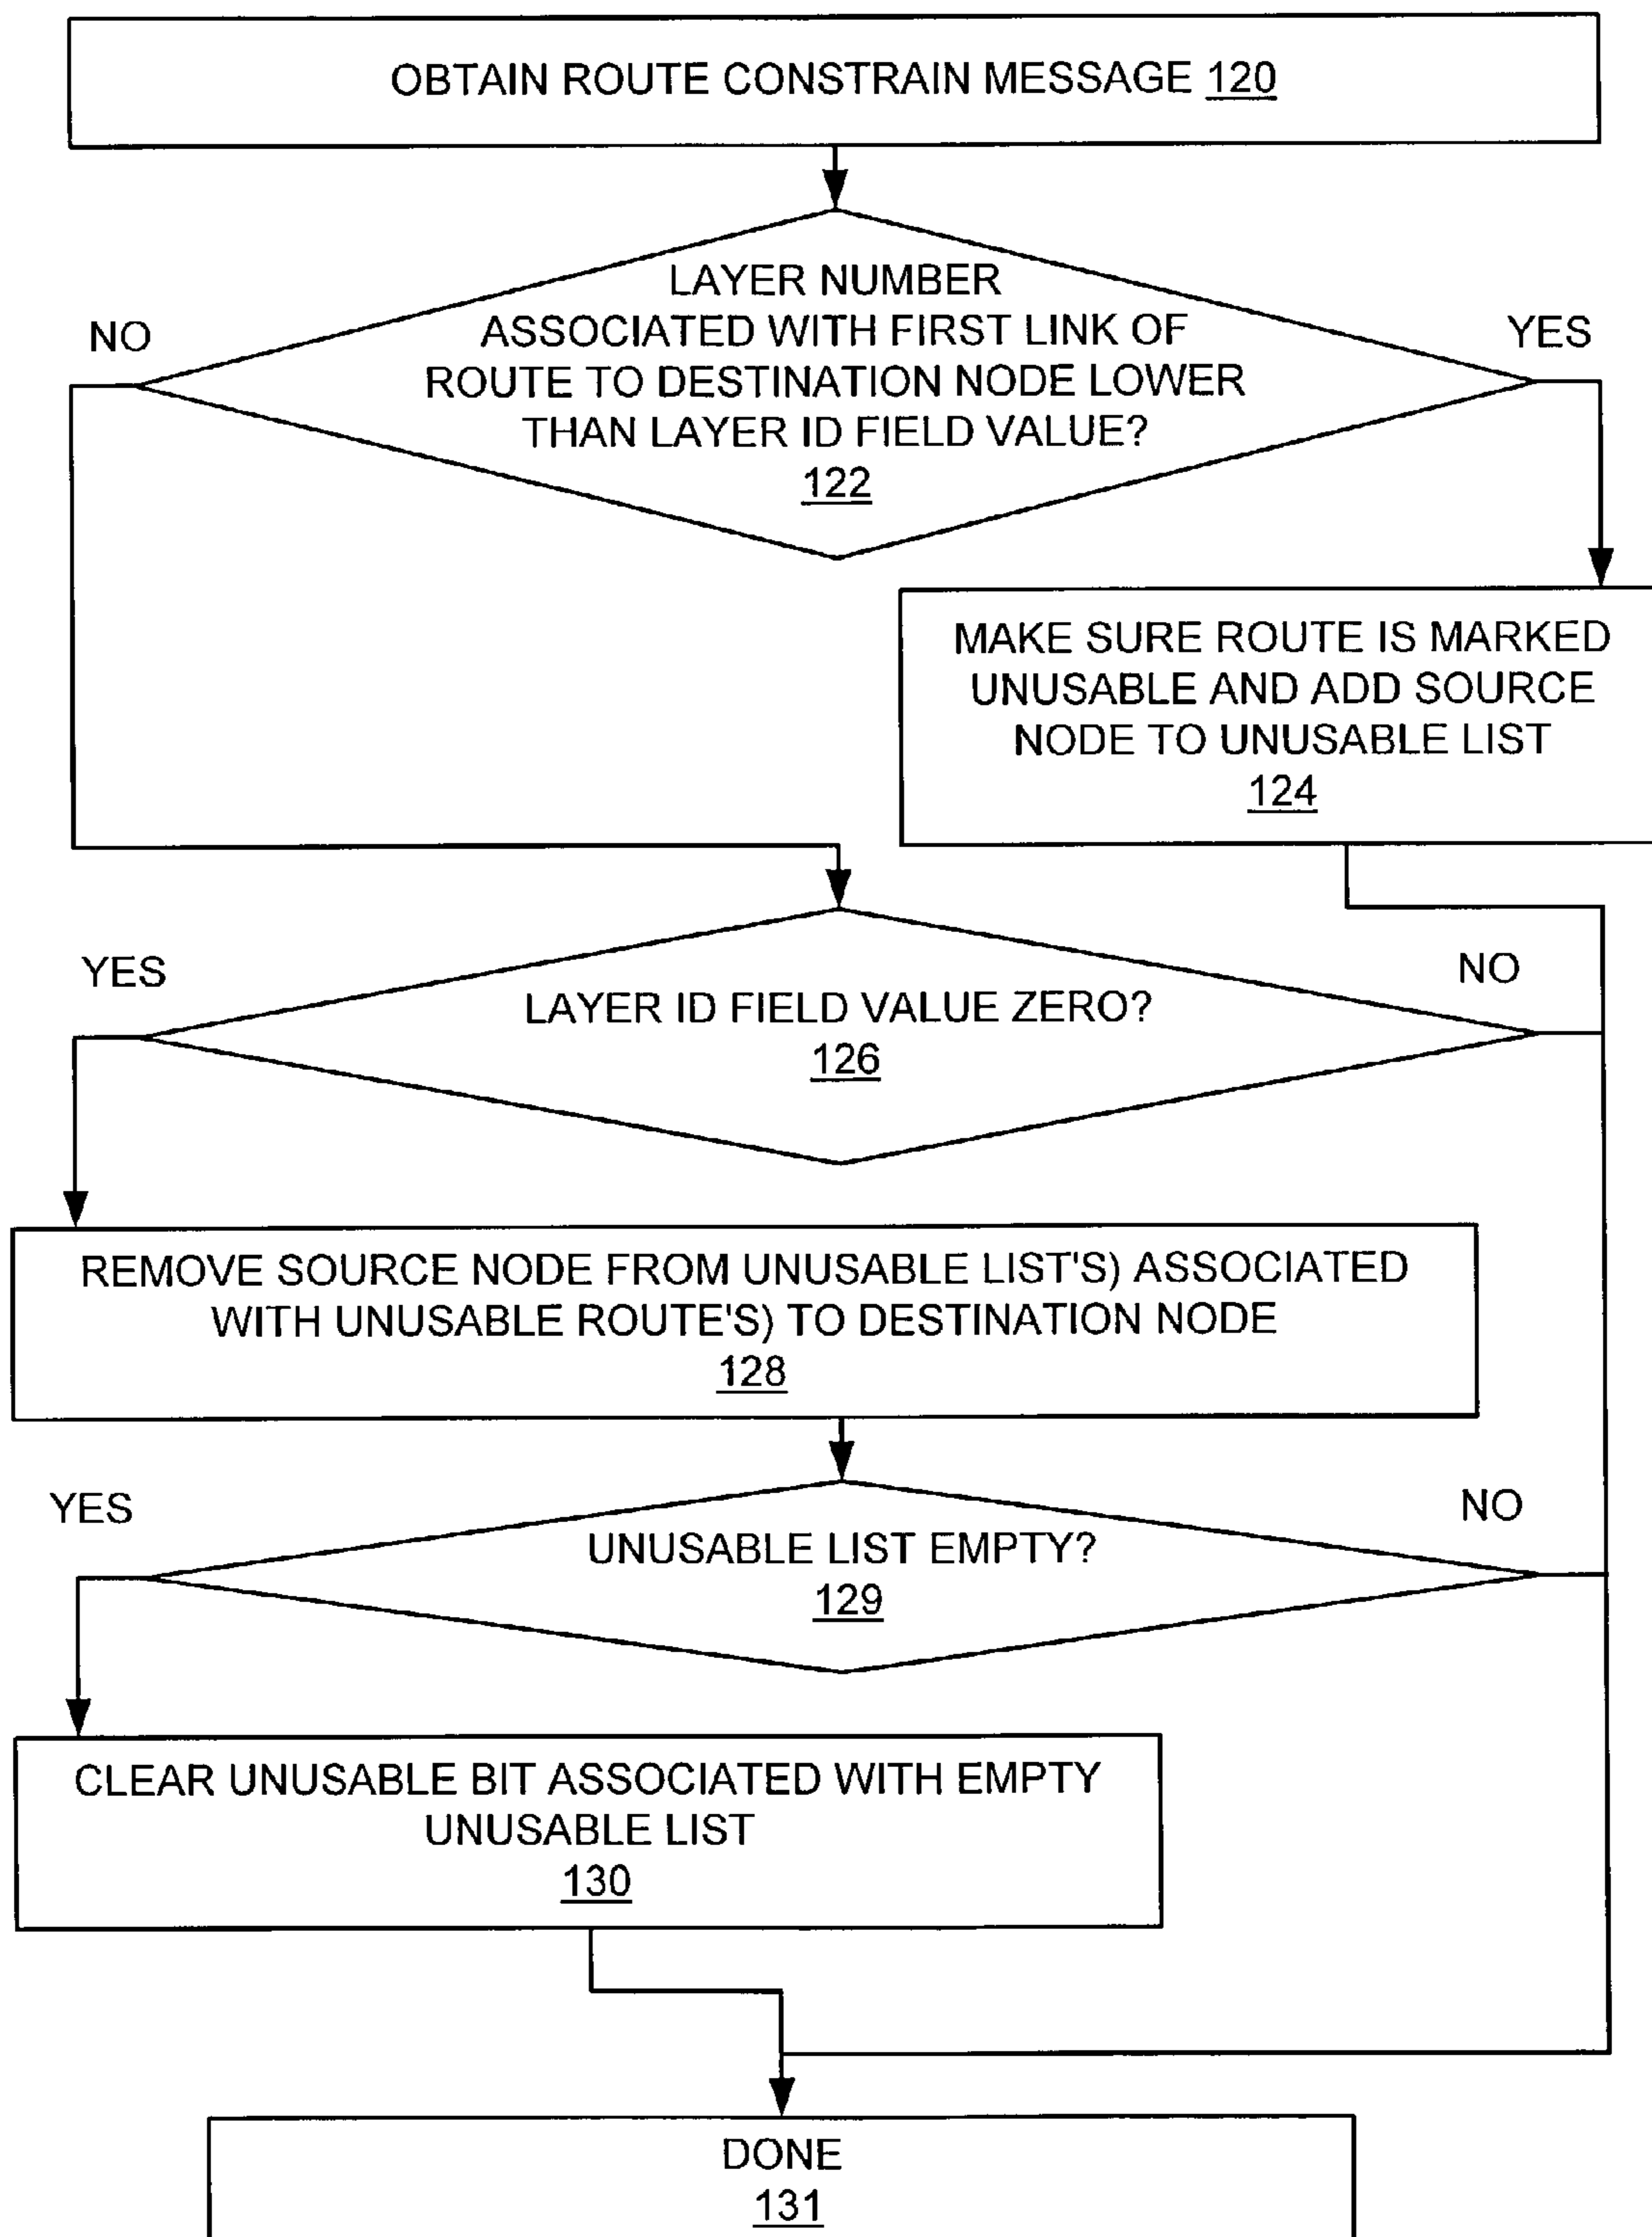 OBTAIN ROUTE CONSTRAIN MESSAGE 120
LAYER NUMBER
ASSOCIATED WITH FIRST LINK OF
ROUTE TO DESTINATION NODE LOWER
THAN LAYER ID FIELD VALUE?
122
NO
YES
MAKE SURE ROUTE IS MARKED
UNUSABLE AND ADD SOURCE
NODE TO UNUSABLE LIST
124
YES
NO
LAYER ID FIELD VALUE ZERO?
126
REMOVE SOURCE NODE FROM UNUSABLE LIST'S) ASSOCIATED
WITH UNUSABLE ROUTE'S) TO DESTINATION NODE
128
YES
NO
UNUSABLE LIST EMPTY?
129
CLEAR UNUSABLE BIT ASSOCIATED WITH EMPTY
UNUSABLE LIST
130
DONE
131